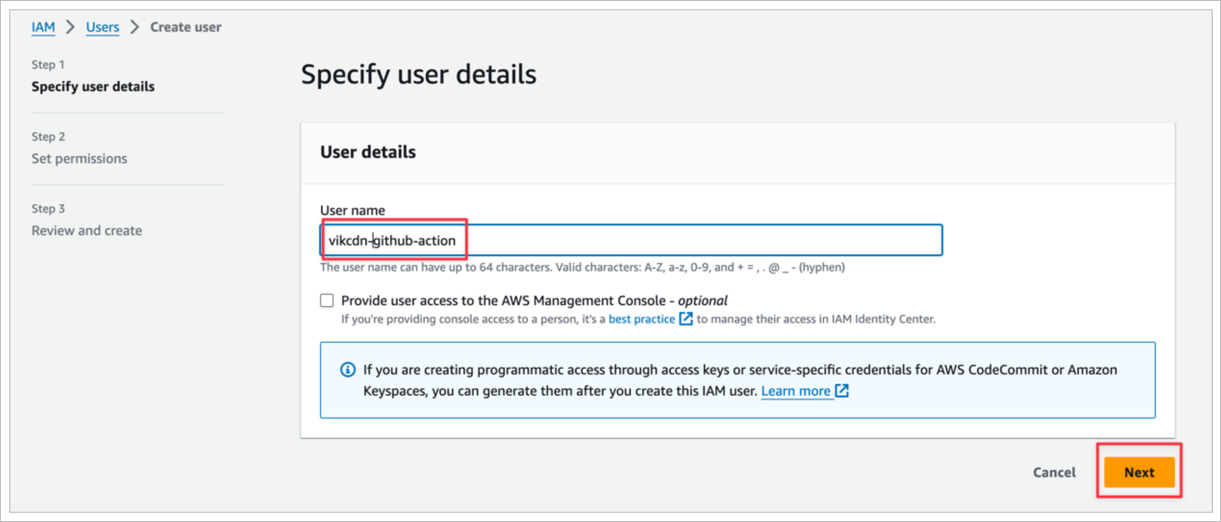 IAM > Users > Create user
Step 1
Specify user details
Step 2
Set permissions
Step 3
Review and create
Specify user details
User details
User name
vikcdn-github-action
The user name can have up to 64 characters. Valid characters: A-Z, a-z, 0-9, and + = , . @ _ - (hyphen)
Provide user access to the AWS Management Console - optional
If you're providing console access to a person, it's a best practice to manage their access in IAM Identity Center.
If you are creating programmatic access through access keys or service-specific credentials for AWS CodeCommit or Amazon
Keyspaces, you can generate them after you create this IAM user. Learn more
Cancel
Next